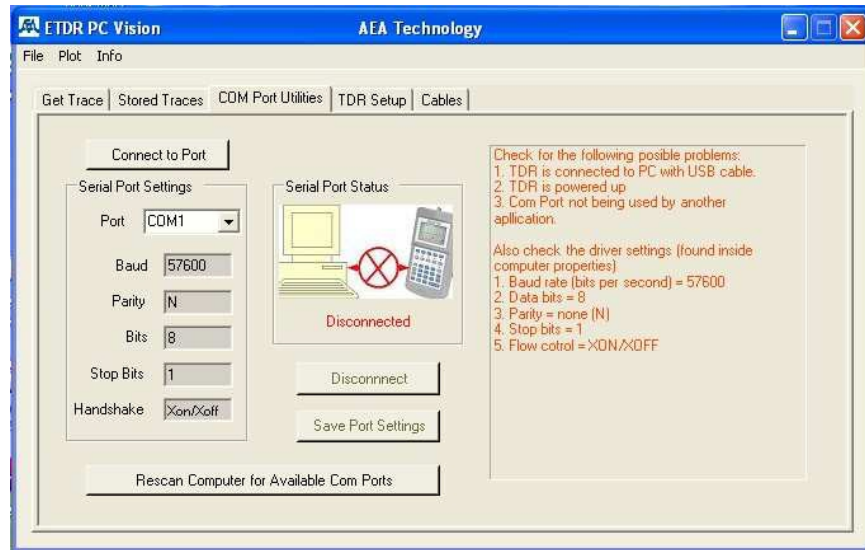 ETDR PC Vision AEA Technology
File Plot Info
Get Trace Stored Traces COM Port Utilities TDR Setup Cables
Connect to Port
Serial Port Settings
Port COM1
Baud 57600
Parity N
Bits 8
Stop Bits 1
Handshake Xon/Xoff
Serial Port Status
Disconnected
Disconnnect
Save Port Settings
Rescan Computer for Available Com Ports
Check for the following posible problems:
1. TDR is connected to PC with USB cable.
2. TDR is powered up
3. Com Port not being used by another
apllication.
Also check the driver settings (found inside
computer properties)
1. Baud rate (bits per second) = 57600
2. Data bits = 8
3. Parity = none (N)
4. Stop bits = 1
5. Flow cotrol = XON/XOFF